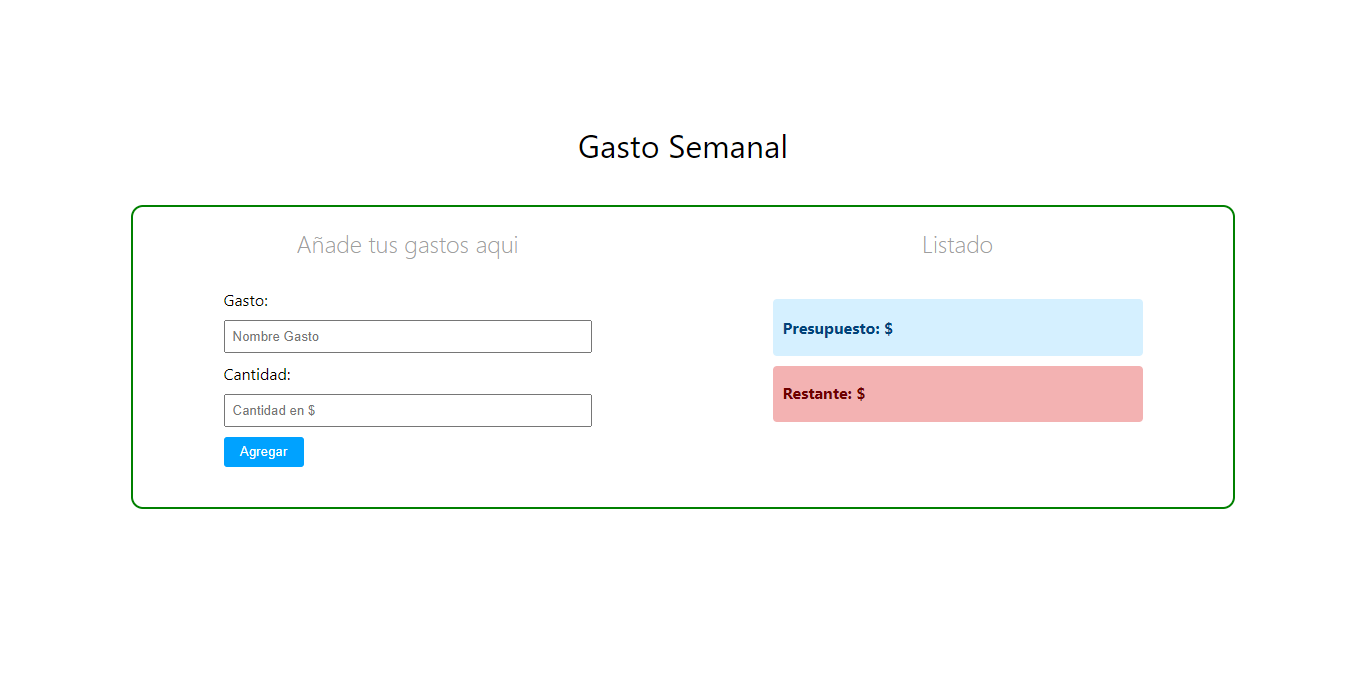 Gasto Semanal
Añade tus gastos aqui
Gasto:
Nombre Gasto
Cantidad:
Cantidad en $
Agregar
Listado
Presupuesto: $
Restante: $